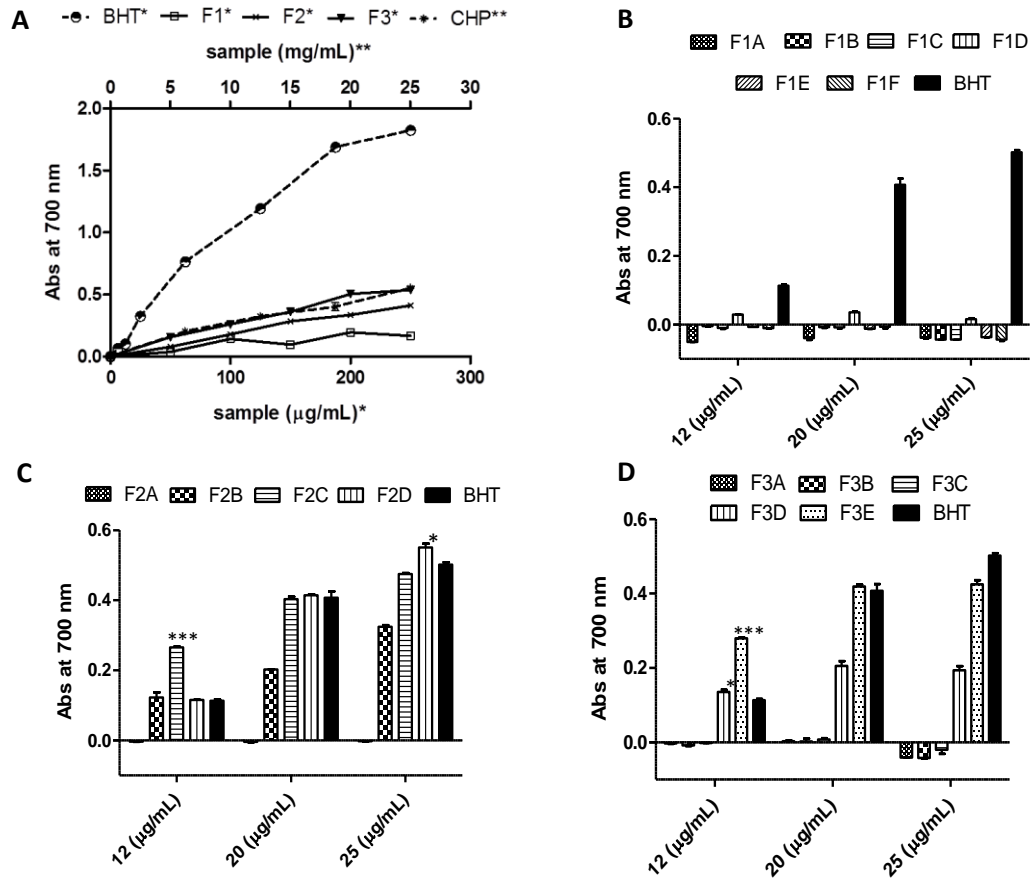 A
BHT* F1* F2* F3* CHP**
sample (mg/mL)**
0 5 10 15 20 25 30
2.0
1.5
1.0
0.5
0.0
Abs at 700 nm
0 100 200 300
sample (μg/mL)*
B
F1A F1B F1C F1D
F1E F1F BHT
0.6
0.4
0.2
0.0
Abs at 700 nm
12 (μg/mL)
20 (μg/mL)
25 (μg/mL)
C
F2A F2B F2C F2D BHT
0.6
0.4
0.2
0.0
Abs at 700 nm
***
*
12 (μg/mL)
20 (μg/mL)
25 (μg/mL)
D
F3A F3B F3C
F3D F3E BHT
0.6
0.4
0.2
0.0
Abs at 700 nm
***
*
12 (μg/mL)
20 (μg/mL)
25 (μg/mL)